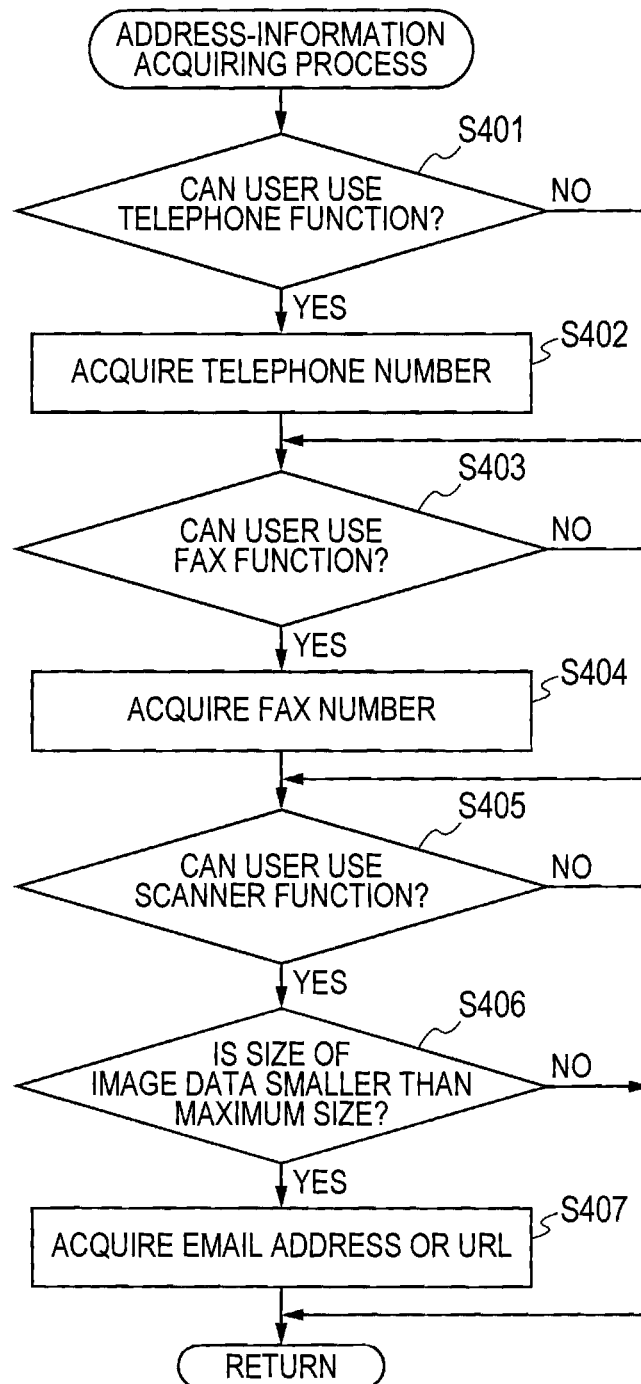 ADDRESS-INFORMATION
ACQUIRING PROCESS
S401
CAN USER USE
TELEPHONE FUNCTION?
NO
YES
S402
ACQUIRE TELEPHONE NUMBER
S403
CAN USER USE
FAX FUNCTION?
NO
YES
S404
ACQUIRE FAX NUMBER
S405
CAN USER USE
SCANNER FUNCTION?
NO
YES
S406
IS SIZE OF
IMAGE DATA SMALLER THAN
MAXIMUM SIZE?
NO
YES
S407
ACQUIRE EMAIL ADDRESS OR URL
RETURN